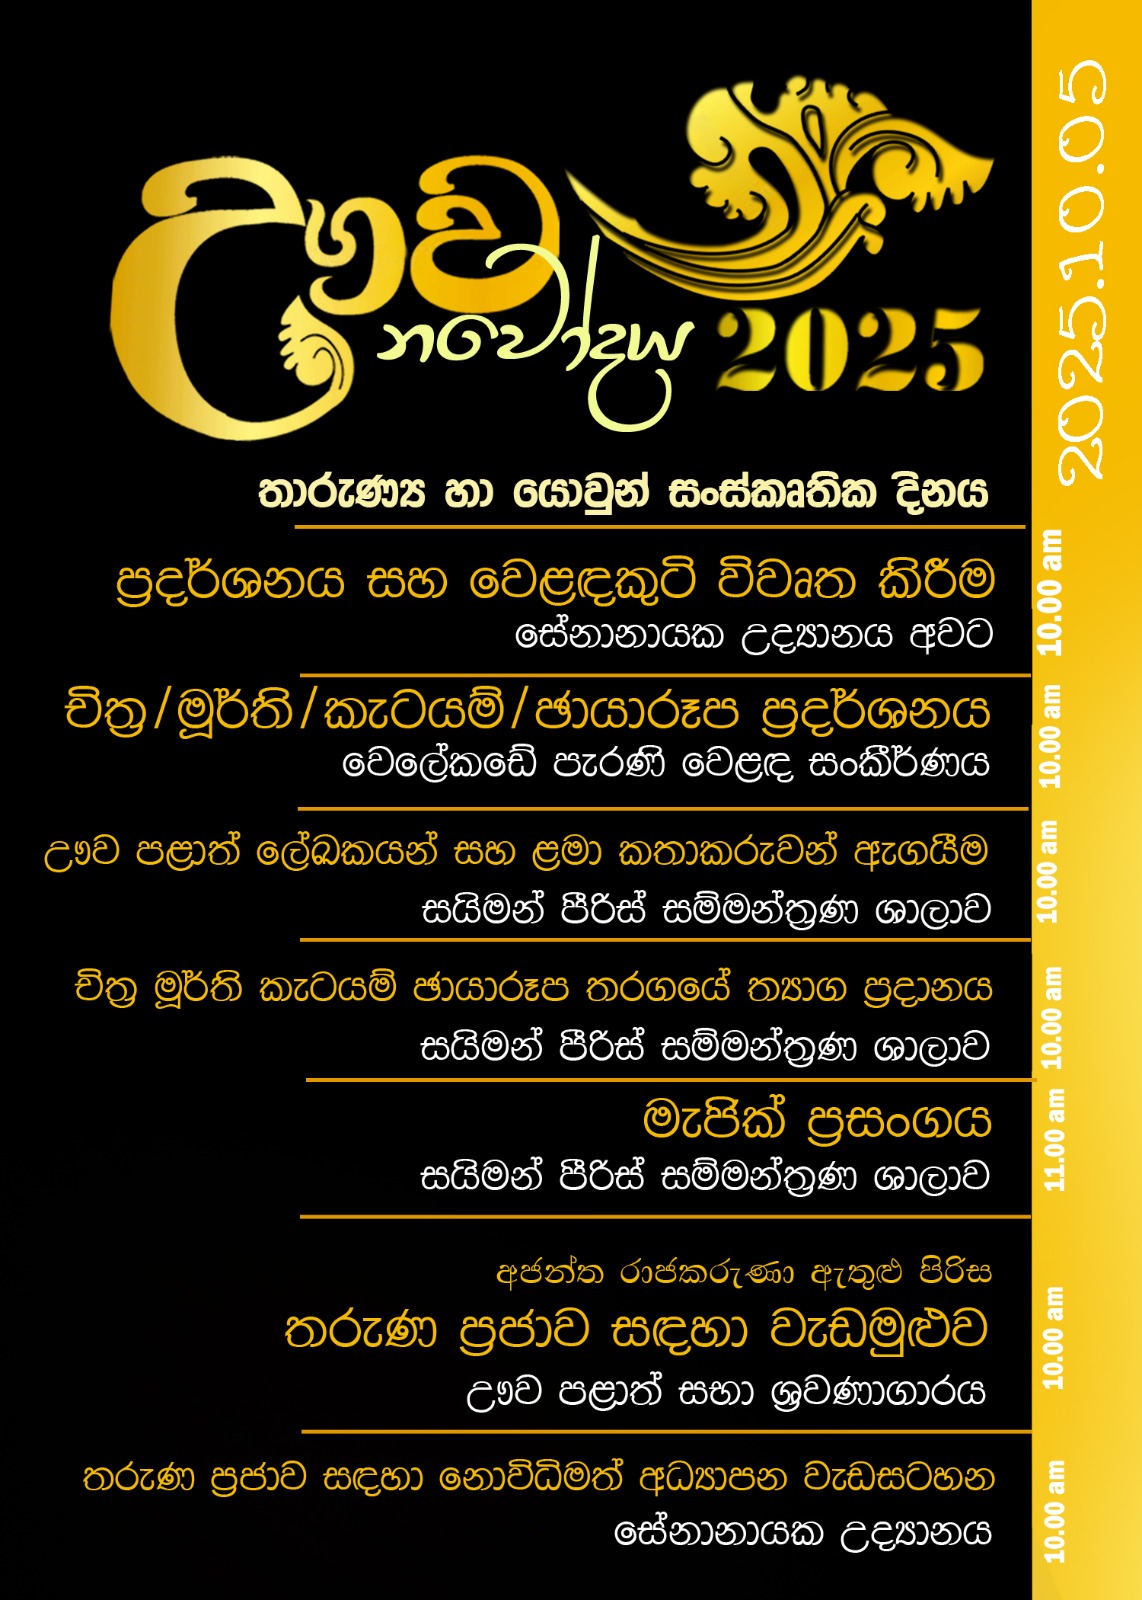 ඌව
නවෝදය 2025
2025.10.05
තාරුණ්‍ය හා යොවුන් සංස්කෘතික දිනය
ප්‍රදර්ශනය සහ වෙළඳකුටි විවෘත කිරීම
සේනානායක උද්‍යානය අවට
10.00 am
චිත්‍ර/මූර්ති/කැටයම්/ඡායාරූප ප්‍රදර්ශනය
වෙලේකඩේ පැරණි වෙළඳ සංකීර්ණය
10.00 am
ඌව පළාත් ලේඛකයන් සහ ළමා කතාකරුවන් ඇගයීම
සයිමන් පීරිස් සම්මන්ත්‍රණ ශාලාව
10.00 am
චිත්‍ර මූර්ති කැටයම් ඡායාරූප තරගයේ ත්‍යාග ප්‍රදානය
සයිමන් පීරිස් සම්මන්ත්‍රණ ශාලාව
10.00 am
මැජික් ප්‍රසංගය
සයිමන් පීරිස් සම්මන්ත්‍රණ ශාලාව
11.00 am
අජන්ත රාජකරුණා ඇතුළු පිරිස
තරුණ ප්‍රජාව සඳහා වැඩමුළුව
ඌව පළාත් සභා ශ්‍රවණාගාරය
10.00 am
තරුණ ප්‍රජාව සඳහා නොවිධිමත් අධ්‍යාපන වැඩසටහන
සේනානායක උද්‍යානය
10.00 am